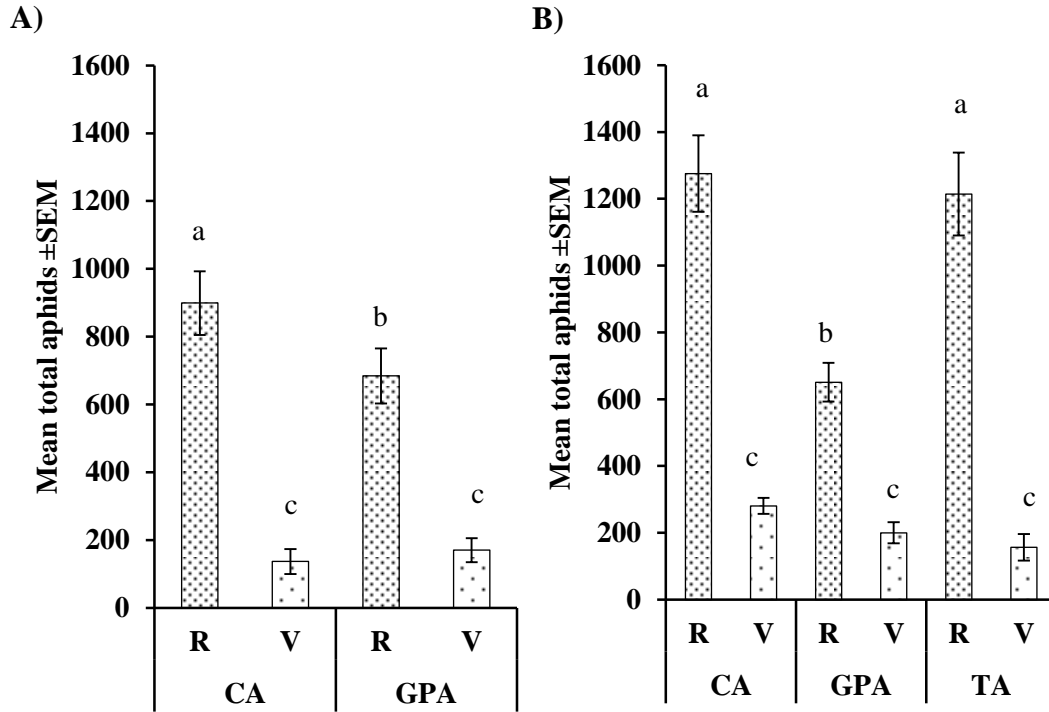 A)
Mean total aphids ±SEM
1600
1400
1200
1000
800
600
400
200
0
a
b
c
c
R V R V
CA GPA
B)
Mean total aphids ±SEM
1600
1400
1200
1000
800
600
400
200
0
a
a
b
c
c
c
R V R V R V
CA GPA TA